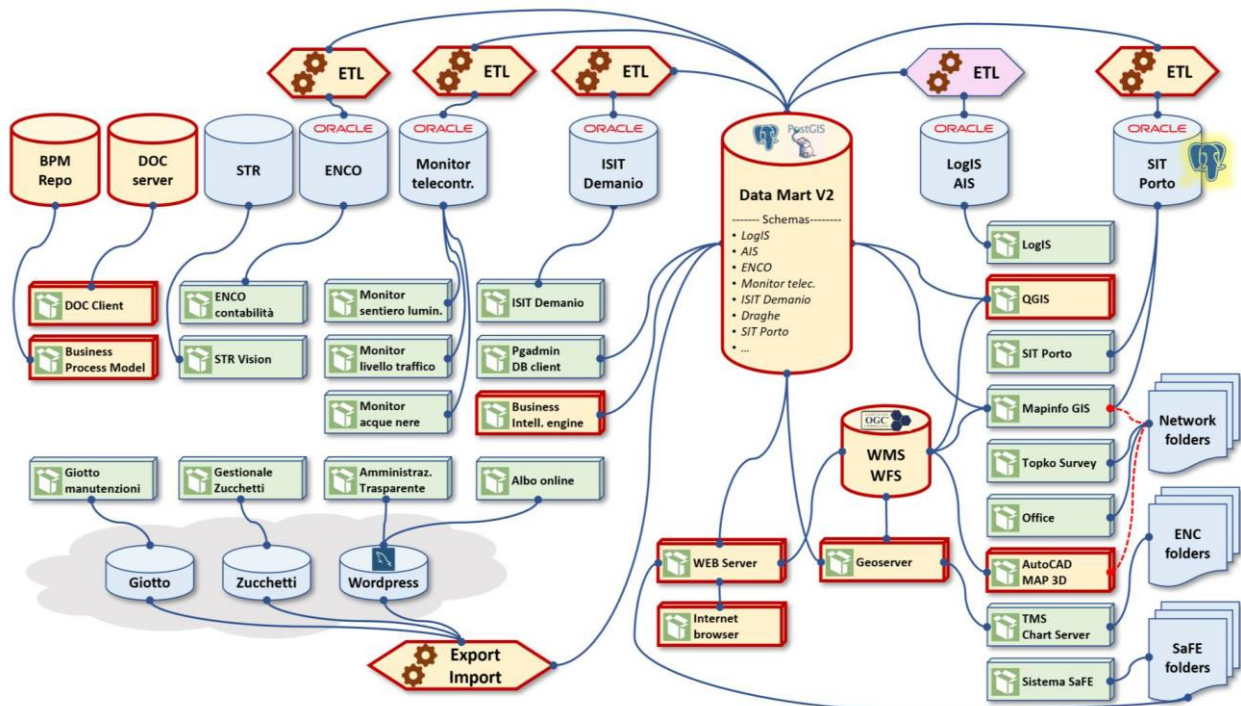 ETL
ETL
ETL
ETL
ETL
BPM
Repo
DOC
server
STR
ORACLE
ENCO
ORACLE
Monitor
telecontr.
ORACLE
ISIT
Demanio
PostGIS
Data Mart V2
------- Schemas--------
• LogIS
• AIS
• ENCO
• Monitor telec.
• ISIT Demanio
• Draghe
• SIT Porto
• ...
ORACLE
LogIS
AIS
ORACLE
SIT
Porto
DOC Client
Business
Process Model
ENCO
contabilità
STR Vision
Monitor
sentiero lumin.
Monitor
livello traffico
Monitor
acque nere
ISIT Demanio
Pgadmin
DB client
Business
Intell. engine
LogIS
QGIS
SIT Porto
Mapinfo GIS
Topko Survey
Office
AutoCAD
MAP 3D
TMS
Chart Server
Sistema SaFE
Network
folders
ENC
folders
SaFE
folders
OGC
WMS
WFS
Giotto
manutenzioni
Gestionale
Zucchetti
Amministraz.
Trasparente
Albo online
Giotto
Zucchetti
Wordpress
WEB Server
Geoserver
Internet
browser
Export
Import